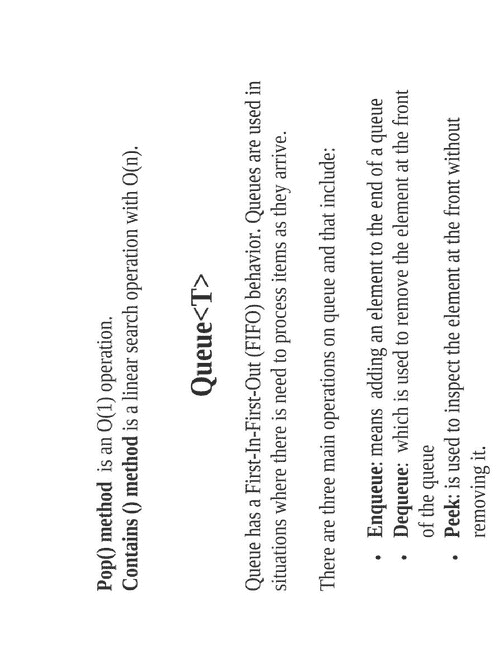 Pop() method is an O(1) operation.
Contains () method is a linear search operation with O(n).
Queue<T>
Queue has a First-In-First-Out (FIFO) behavior. Queues are used in
situations where there is need to process items as they arrive.
There are three main operations on queue and that include:
• Enqueue: means adding an element to the end of a queue
• Dequeue: which is used to remove the element at the front
of the queue
• Peek: is used to inspect the element at the front without
removing it.